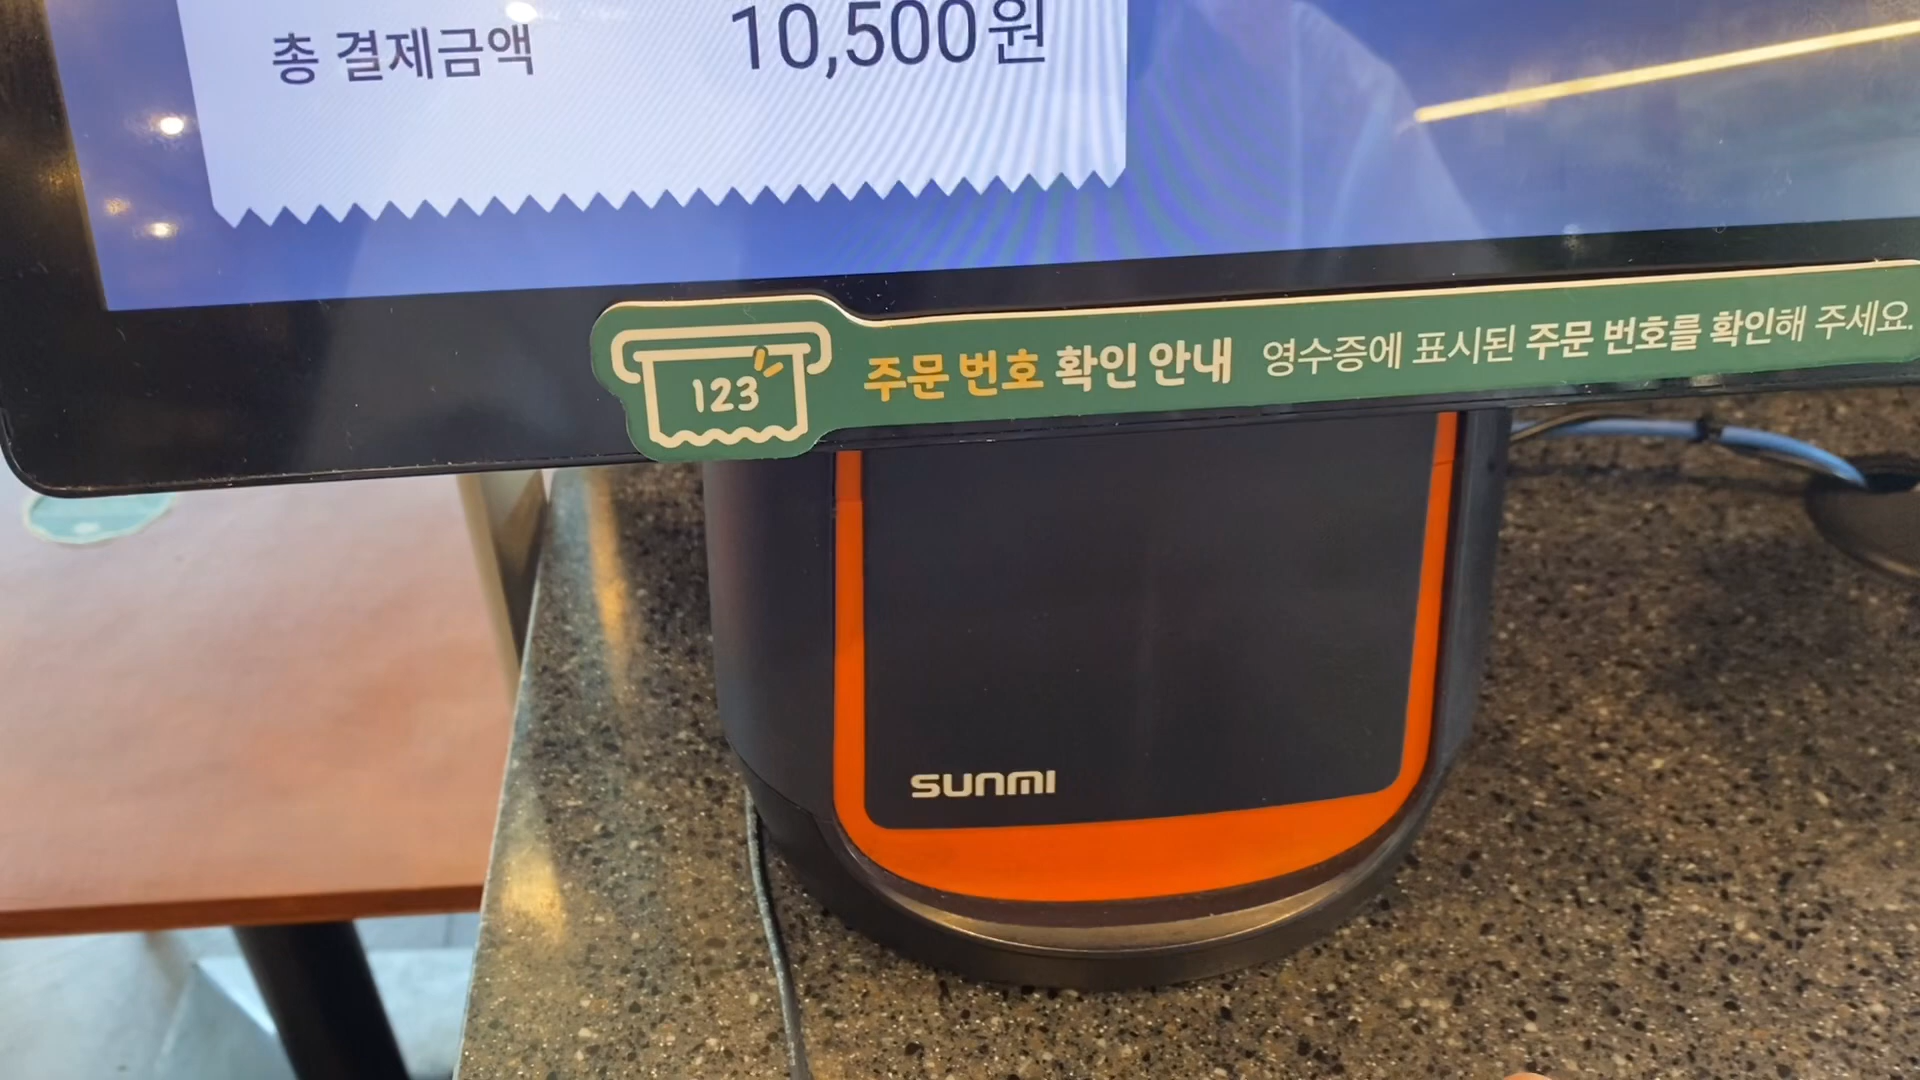 총 결제금액 10,500원
123 주문 번호 확인 안내 영수증에 표시된 주문 번호를 확인해 주세요.
SUNMI